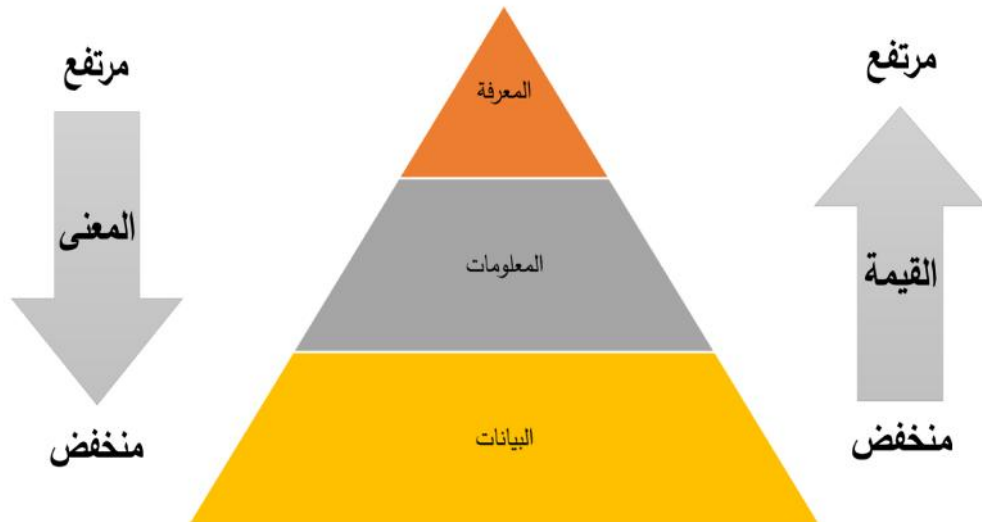 مرتفع
مرتفع
المعرفة
المعنى
القيمة
المعلومات
منخفض
منخفض
البيانات